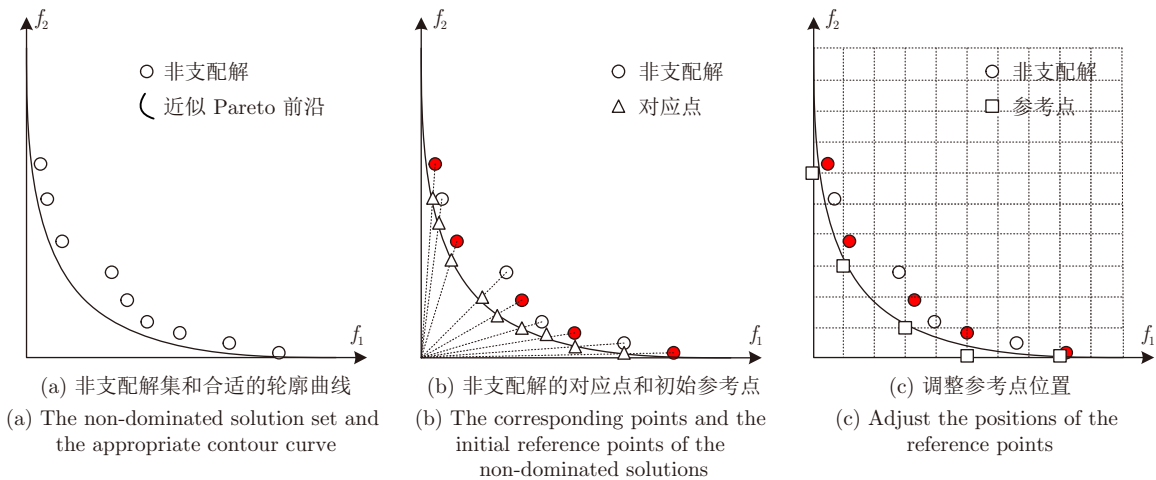 f₂
非支配解
近似 Pareto 前沿
f₁
(a) 非支配解集和合适的轮廓曲线
(a) The non-dominated solution set and
the appropriate contour curve
f₂
非支配解
对应点
f₁
(b) 非支配解的对应点和初始参考点
(b) The corresponding points and the
initial reference points of the
non-dominated solutions
f₂
非支配解
参考点
f₁
(c) 调整参考点位置
(c) Adjust the positions of the
reference points